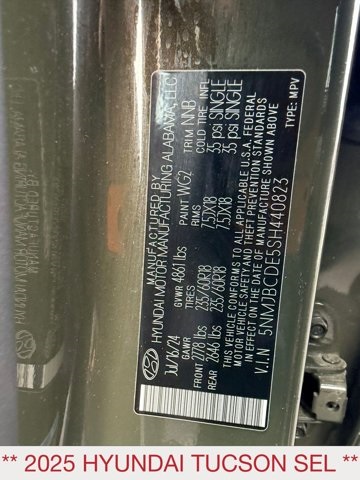 MANUFACTURED BY
HYUNDAI MOTOR MANUFACTURING ALABAMA, LLC
JUL/16/24 PAINT WG2 TRIM NNB
GVWR 4861 lbs
GAWR TIRES RIMS COLD TIRE INFL
FRONT 2778 lbs 235/60R18 7.5JX18 35 psi SINGLE
REAR 2646 lbs 235/60R18 7.5JX18 35 psi SINGLE
THIS VEHICLE CONFORMS TO ALL APPLICABLE U.S.A. FEDERAL
MOTOR VEHICLE SAFETY AND THEFT PREVENTION STANDARDS
IN EFFECT ON THE DATE OF MANUFACTURE SHOWN ABOVE.
V.I.N 5NMJBCDE5SH440823 TYPE: MPV
** 2025 HYUNDAI TUCSON SEL **